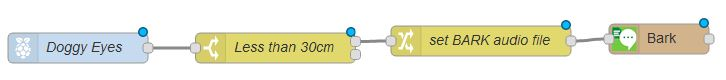 Doggy Eyes
Less than 30cm
set BARK audio file
Bark